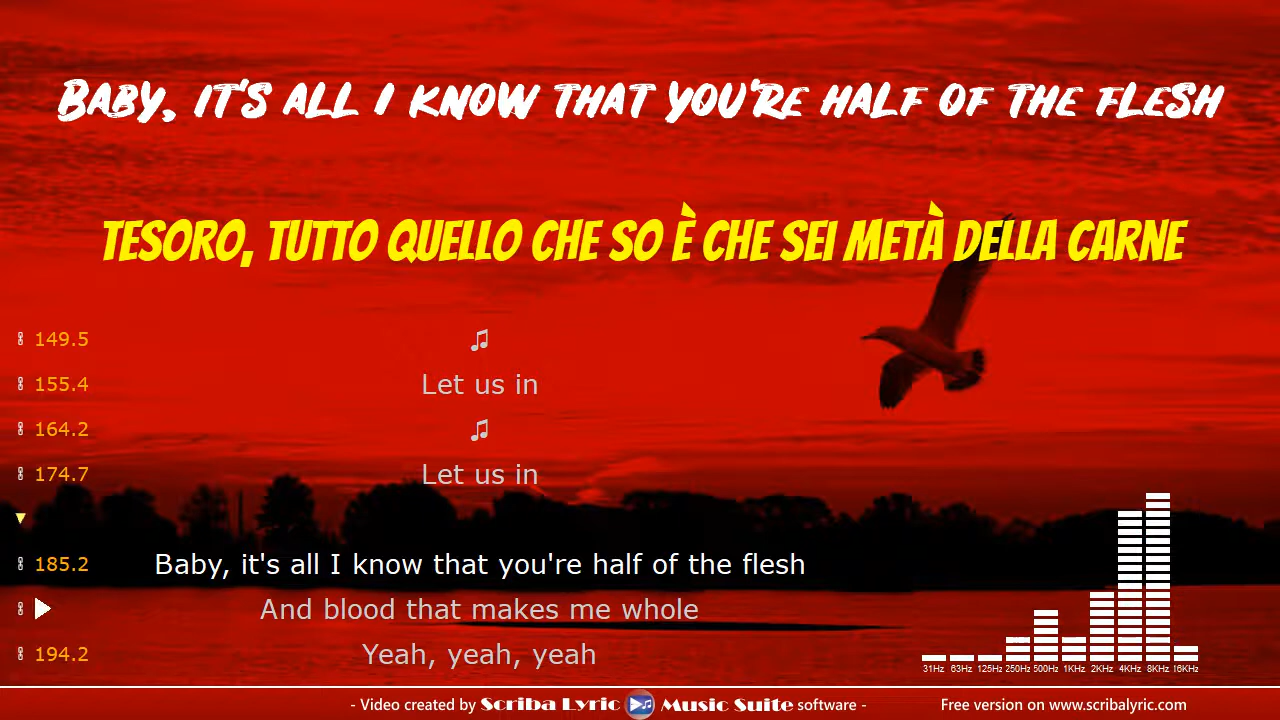 BABY, IT'S ALL I KNOW THAT YOU'RE HALF OF THE FLESH
TESORO, TUTTO QUELLO CHE SO È CHE SEI METÀ DELLA CARNE
149.5 ♫
155.4 Let us in
164.2 ♫
174.7 Let us in
185.2 Baby, it's all I know that you're half of the flesh
And blood that makes me whole
194.2 Yeah, yeah, yeah
31Hz 63Hz 125Hz 250Hz 500Hz 1KHz 2KHz 4KHz 8KHz 16KHz
- Video created by Scriba Lyric Music Suite software - Free version on www.scribalyric.com